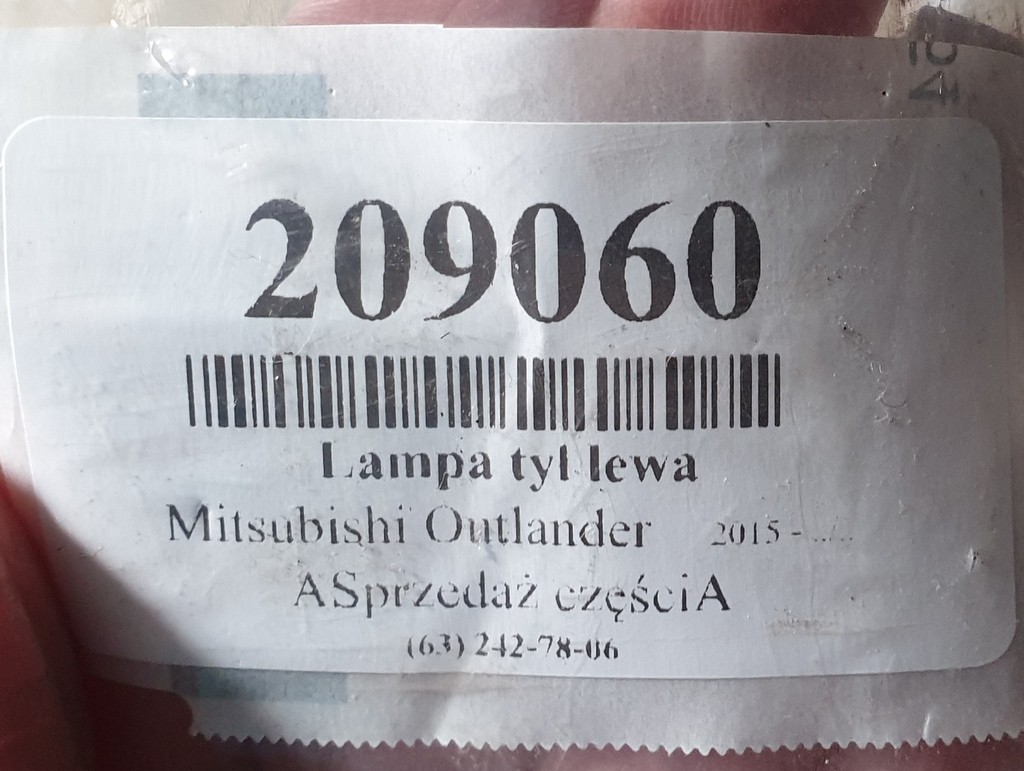 209060
Lampa tył lewa
Mitsubishi Outlander 2015 - ../..
ASprzedaż częściA
(63) 242-78-06